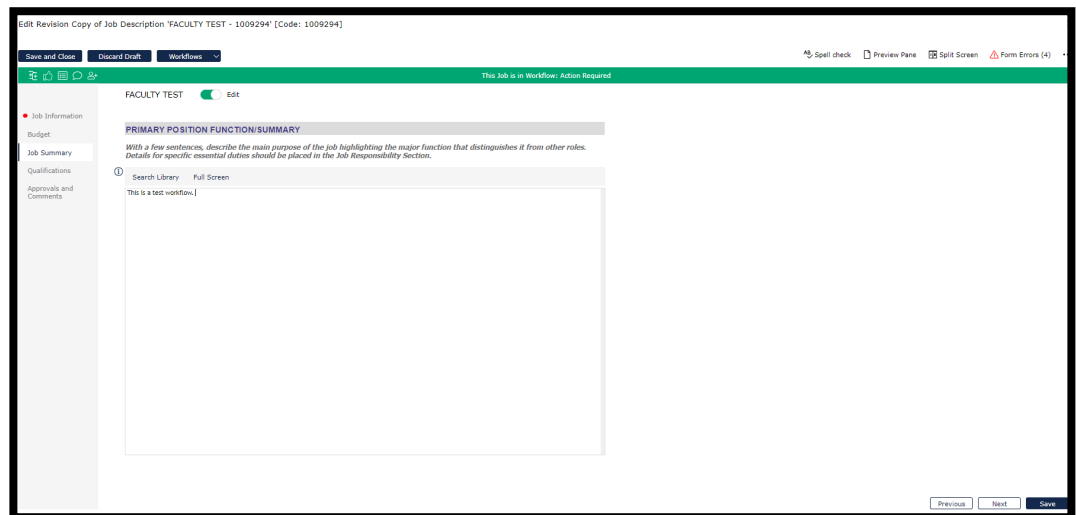 Edit Revision Copy of Job Description 'FACULTY TEST - 1009294' [Code: 1009294]
Save and Close Discard Draft Workflows Spell check Preview Pane Split Screen Form Errors (4)
This Job is in Workflow: Action Required
FACULTY TEST Edit
Job Information
Budget
Job Summary
Qualifications
Approvals and
Comments
PRIMARY POSITION FUNCTION/SUMMARY
With a few sentences, describe the main purpose of the job highlighting the major function that distinguishes it from other roles.
Details for specific essential duties should be placed in the Job Responsibility Section.
Search Library Full Screen
This is a test workflow.
Previous Next Save